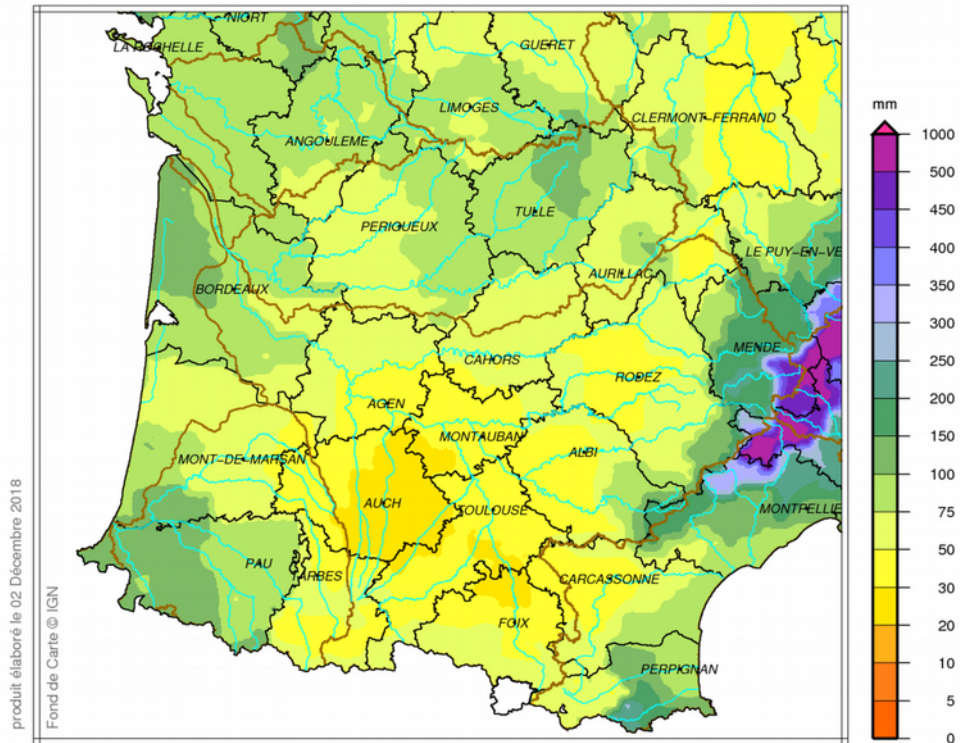 NIORT
LA ROCHELLE
GUERET
LIMOGES
CLERMONT-FERRAND
ANGOULEME
TULLE
PERIGUEUX
LE PUY-EN-VE
AURILLAC
BORDEAUX
MENDE
CAHORS
RODEZ
AGEN
MONTAUBAN
ALBI
MONT-DE-MARSAN
AUCH
TOULOUSE
MONTPELLIE
PAU
TARBES
CARCASSONNE
FOIX
PERPIGNAN
mm
1000
500
450
400
350
300
250
200
150
100
75
50
30
20
10
5
0
produit élaboré le 02 Décembre 2018
Fond de Carte © IGN